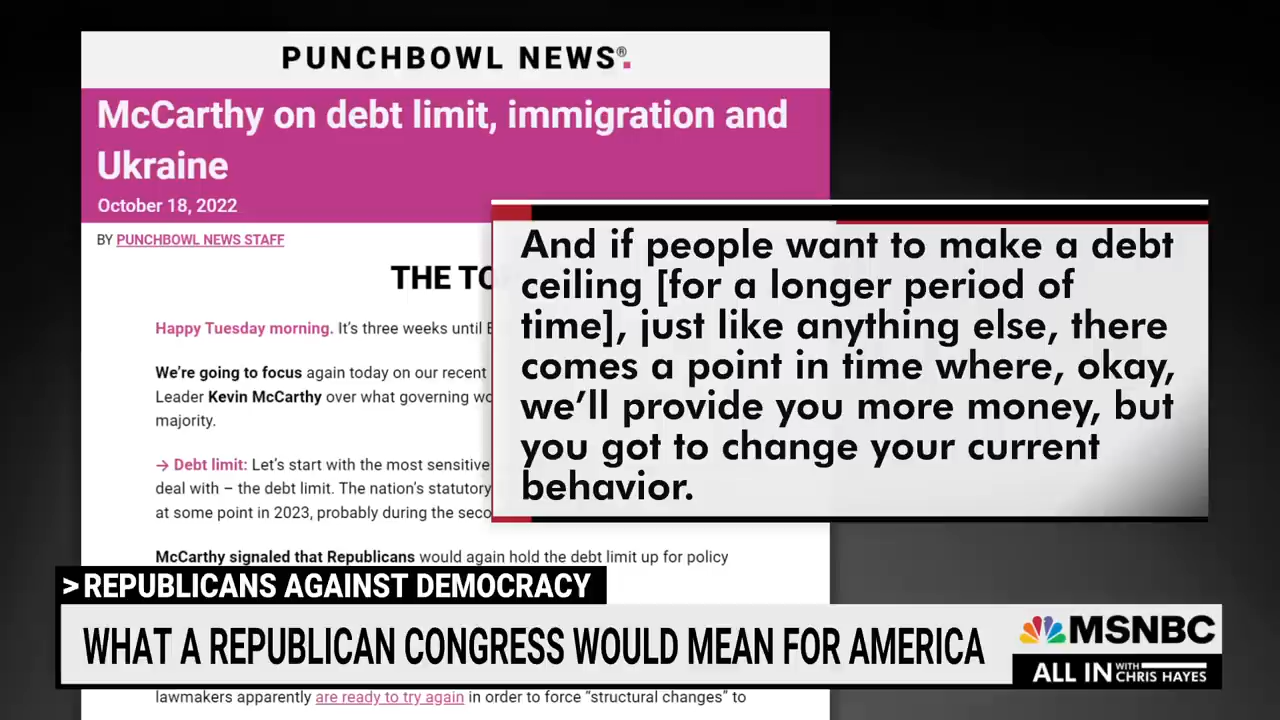 PUNCHBOWL NEWS®.
McCarthy on debt limit, immigration and
Ukraine
October 18, 2022
BY PUNCHBOWL NEWS STAFF
THE TO
Happy Tuesday morning. It's three weeks until E
We're going to focus again today on our recent
Leader Kevin McCarthy over what governing wo
majority.
→ Debt limit: Let's start with the most sensitive
deal with – the debt limit. The nation's statutory
at some point in 2023, probably during the seco
McCarthy signaled that Republicans would again hold the debt limit up for policy
And if people want to make a debt
ceiling [for a longer period of
time], just like anything else, there
comes a point in time where, okay,
we'll provide you more money, but
you got to change your current
behavior.
>REPUBLICANS AGAINST DEMOCRACY
WHAT A REPUBLICAN CONGRESS WOULD MEAN FOR AMERICA
MSNBC
ALL IN WITH CHRIS HAYES
lawmakers apparently are ready to try again in order to force “structural changes” to